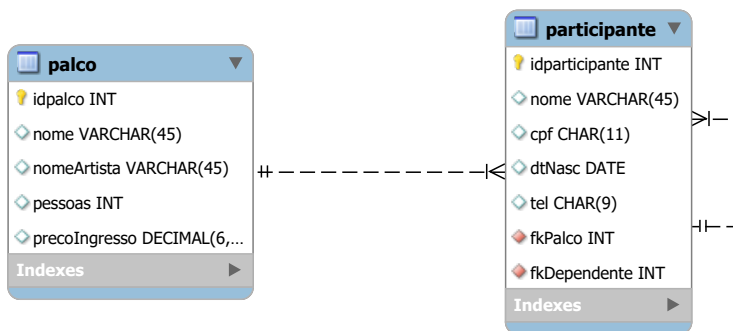 palco
idpalco INT
nome VARCHAR(45)
nomeArtista VARCHAR(45)
pessoas INT
precoIngresso DECIMAL(6,...
Indexes
participante
idparticipante INT
nome VARCHAR(45)
cpf CHAR(11)
dtNasc DATE
tel CHAR(9)
fkPalco INT
fkDependente INT
Indexes